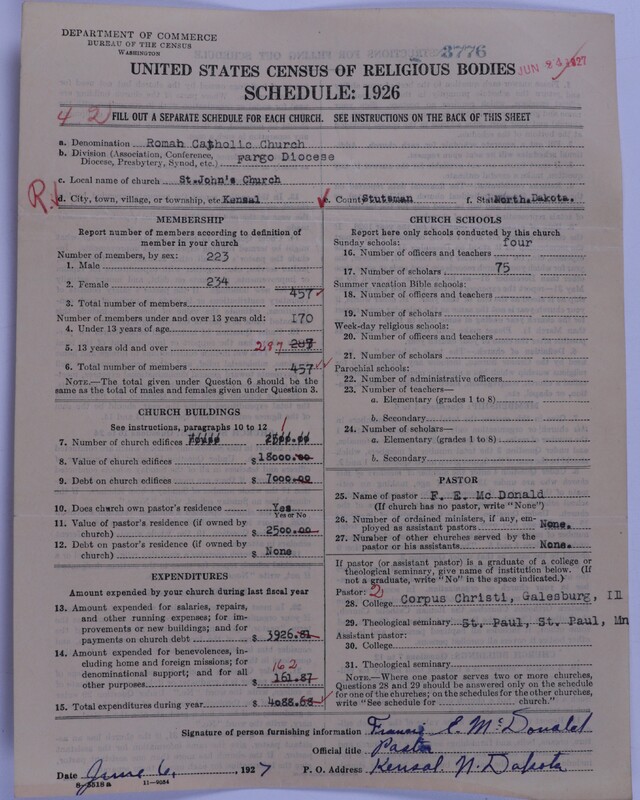 DEPARTMENT OF COMMERCE
BUREAU OF THE CENSUS
WASHINGTON
3776
JUN 24 1927
UNITED STATES CENSUS OF RELIGIOUS BODIES
SCHEDULE: 1926
4 2
FILL OUT A SEPARATE SCHEDULE FOR EACH CHURCH. SEE INSTRUCTIONS ON THE BACK OF THIS SHEET
a. Denomination Roman Catholic Church
b. Division (Association, Conference, Diocese, Presbytery, Synod, etc.) Fargo Diocese
c. Local name of church St.John's Church
d. City, town, village, or township, etc. Kensul e. County Stutsman f. State North Dakota.
MEMBERSHIP
Report number of members according to definition of
member in your church
Number of members, by sex:
1. Male 223
2. Female 234
3. Total number of members 457
Number of members under and over 13 years old:
4. Under 13 years of age 170
5. 13 years old and over 287
6. Total number of members 457
NOTE.—The total given under Question 6 should be
same as the total of males and females given under Question 3.
CHURCH BUILDINGS
See instructions, paragraphs 10 to 12
7. Number of church edifices 1
8. Value of church edifices $ 18000.00
9. Debt on church edifices $ 7000.00
10. Does church own pastor's residence Yes
Yes or No
11. Value of pastor's residence (if owned by
church) $ 2500.00
12. Debt on pastor's residence (if owned by
church) $ None
EXPENDITURES
Amount expended by your church during last fiscal year
13. Amount expended for salaries, repairs,
and other running expenses; for im-
provements or new buildings; and for
payments on church debt $ 3926.81
14. Amount expended for benevolences, in-
cluding home and foreign missions; for
denominational support; and for all
other purposes $ 161.87
162
15. Total expenditures during year $ 4088.68
CHURCH SCHOOLS
Report here only schools conducted by this church
Sunday schools:
16. Number of officers and teachers four
17. Number of scholars 75
Summer vacation Bible schools:
18. Number of officers and teachers
19. Number of scholars
Week-day religious schools:
20. Number of officers and teachers
21. Number of scholars
Parochial schools:
22. Number of administrative officers
23. Number of teachers—
a. Elementary (grades 1 to 8)
b. Secondary
24. Number of scholars—
a. Elementary (grades 1 to 8)
b. Secondary
PASTOR
25. Name of pastor F. E. Mc Donald
(If church has no pastor, write "None")
26. Number of ordained ministers, if any, em-
ployed as assistant pastors None.
27. Number of other churches served by the
pastor or his assistants None.
If pastor (or assistant pastor) is a graduate of a college or
theological seminary, give name of institution below. (If
not a graduate, write "No" in the space indicated.)
Pastor: 2
28. College Corpus Christi, Galesburg, Ill
29. Theological seminary St. Paul, St. Paul, Mn
Assistant pastor:
30. College
31. Theological seminary
NOTE.—Where one pastor serves two or more churches,
Questions 28 and 29 should be answered only on the schedule
for one of the churches; on the schedules for the other churches,
write "See schedule for church."
Signature of person furnishing information Francis E. McDonald
Official title Pastor
Date June 6, 1927 P. O. Address Kensal N. Dakota
8-3518a 11-9084